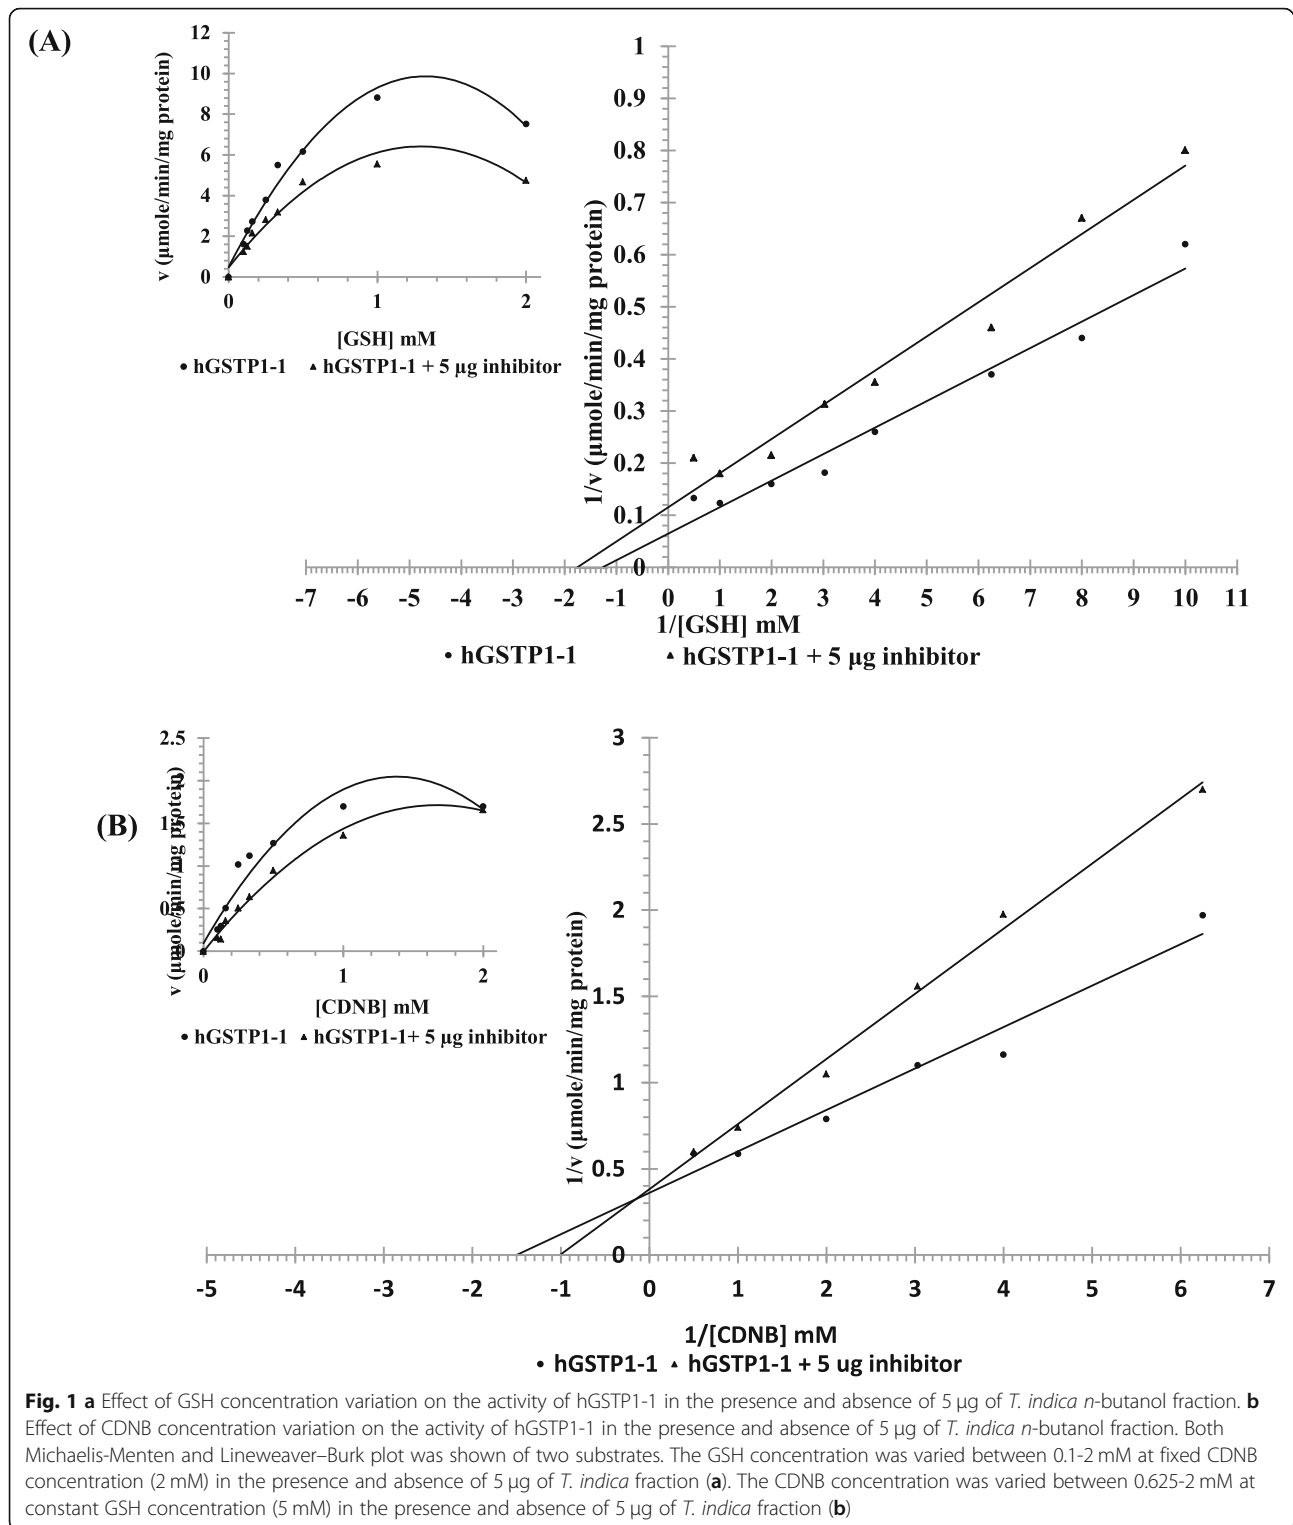 (A)
12
10
8
6
4
2
0
v (µmole/min/mg protein)
0 1 2
[GSH] mM
hGSTP1-1 hGSTP1-1 + 5 µg inhibitor
1
0.9
0.8
0.7
0.6
0.5
0.4
0.3
0.2
0.1
0
1/v (µmole/min/mg protein)
-7 -6 -5 -4 -3 -2 -1 0 1 2 3 4 5 6 7 8 9 10 11
1/[GSH] mM
hGSTP1-1 hGSTP1-1 + 5 µg inhibitor
(B)
2.5
2
1.5
1
0.5
0
v (µmole/min/mg protein)
0 1 2
[CDNB] mM
hGSTP1-1 hGSTP1-1+ 5 µg inhibitor
3
2.5
2
1.5
1
0.5
0
1/v (µmole/min/mg protein)
-5 -4 -3 -2 -1 0 1 2 3 4 5 6 7
1/[CDNB] mM
hGSTP1-1 hGSTP1-1 + 5 ug inhibitor
Fig. 1 a Effect of GSH concentration variation on the activity of hGSTP1-1 in the presence and absence of 5 µg of T. indica n-butanol fraction. b
Effect of CDNB concentration variation on the activity of hGSTP1-1 in the presence and absence of 5 µg of T. indica n-butanol fraction. Both
Michaelis-Menten and Lineweaver–Burk plot was shown of two substrates. The GSH concentration was varied between 0.1-2 mM at fixed CDNB
concentration (2 mM) in the presence and absence of 5 µg of T. indica fraction (a). The CDNB concentration was varied between 0.625-2 mM at
constant GSH concentration (5 mM) in the presence and absence of 5 µg of T. indica fraction (b)